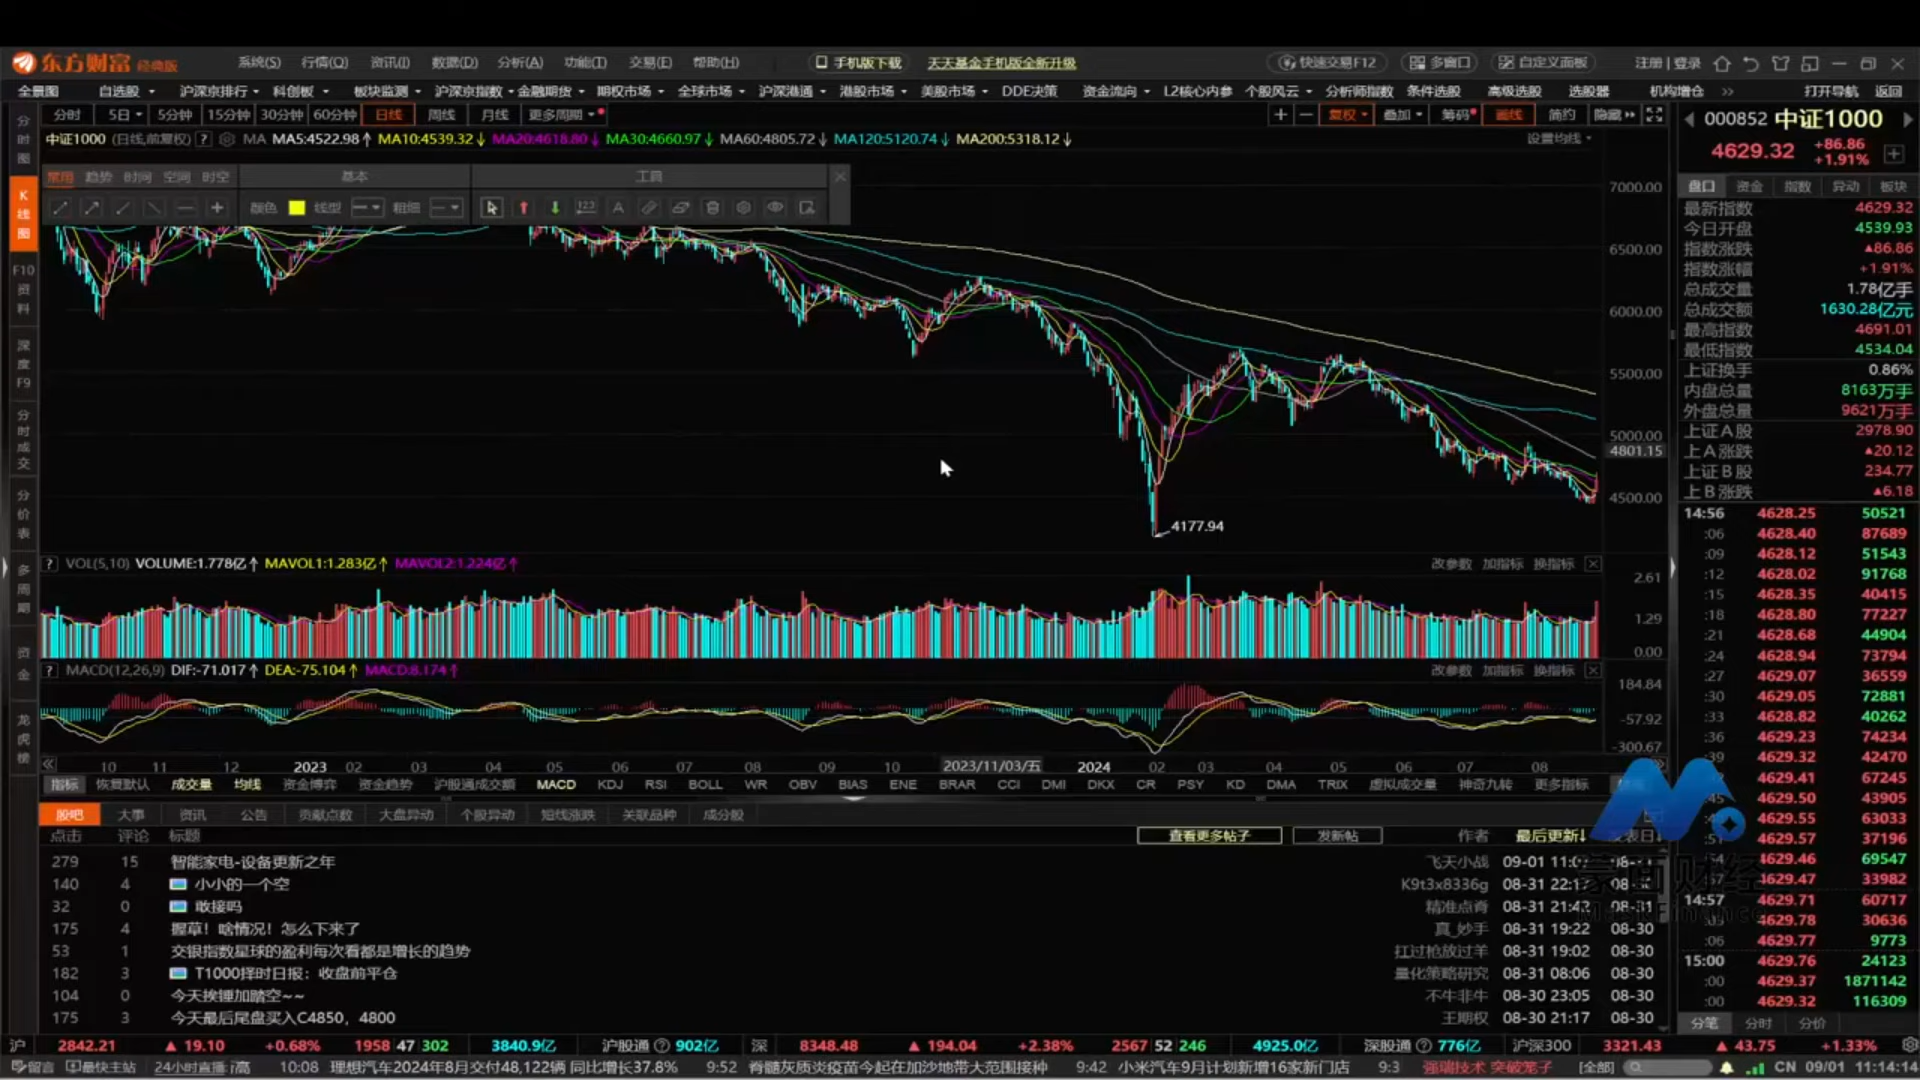 东方财富 经典版 系统(S) 行情(Q) 资讯(I) 数据(D) 分析(A) 功能(T) 交易(E) 帮助(H) 手机版下载 天天基金手机版全新升级 快速交易F12 多窗口 自定义面板 注册 登录
全景图 自选股 沪深京排行 科创板 板块监测 沪深京指数 金融期货 期权市场 全球市场 沪深港通 港股市场 美股市场 DDE决策 资金流向 L2核心内参 个股风云 分析师指数 条件选股 高级选股 选股器 机构增仓 » 打开导航 返回
分时 5日 5分钟 15分钟 30分钟 60分钟 日线 周线 月线 更多周期 + − 复权 叠加 筹码 画线 简约 隐藏
中证1000 (日线,前复权) ? MA MA5:4522.98↑ MA10:4539.32↓ MA20:4618.80↓ MA30:4660.97↓ MA60:4805.72↓ MA120:5120.74↓ MA200:5318.12↓ 设置均线
常用 趋势 时间 空间 时空 基本 工具
颜色 线型 粗细 123 A
分时图
K线图
F10资料
深度F9
分时成交
分价表
多周期
资金
龙虎榜
7000.00
6500.00
6000.00
5500.00
5000.00
4801.15
4500.00
4177.94
? VOL(5,10) VOLUME:1.778亿↑ MAVOL1:1.283亿↑ MAVOL2:1.224亿↑ 改参数 加指标 换指标
2.61
1.29
0.00
? MACD(12,26,9) DIF:-71.017↑ DEA:-75.104↑ MACD:8.174↑ 改参数 加指标 换指标
184.84
-57.92
-300.67
10 11 12 2023 02 03 04 05 06 07 08 09 10 2023/11/03/五 2024 02 03 04 05 06 07 08
指标 恢复默认 成交量 均线 资金博弈 资金趋势 沪股通成交额 MACD KDJ RSI BOLL WR OBV BIAS ENE BRAR CCI DMI DKX CR PSY KD DMA TRIX 虚拟成交量 神奇九转 更多指标
股吧 大事 资讯 公告 贡献点数 大盘异动 个股异动 短线涨跌 关联品种 成分股
点击 评论 标题 查看更多帖子 发新帖 作者 最后更新↓
279 15 智能家电-设备更新之年 飞天小战 09-01
140 4 小小的一个空 K9t3x8336g 08-31
32 0 敢接吗 精准点脊 08-31
175 4 握草！啥情况！怎么下来了 真_妙手 08-31 19:22 08-30
53 1 交银指数星球的盈利每次看都是增长的趋势 扛过枪放过羊 08-31 19:02 08-30
182 3 T1000择时日报：收盘前平仓 量化策略研究 08-31 08:06 08-30
104 0 今天挨锤加踏空~~ 不牛非牛 08-30 23:05 08-30
175 3 今天最后尾盘买入C4850，4800 王期权 08-30 21:17 08-30
000852 中证1000
4629.32 +86.86
+1.91%
盘口 资金 指数 异动 板块
最新指数 4629.32
今日开盘 4539.93
指数涨跌 ▲86.86
指数涨幅 +1.91%
总成交量 1.78亿手
总成交额 1630.28亿元
最高指数 4691.01
最低指数 4534.04
上证换手 0.86%
内盘总量 8163万手
外盘总量 9621万手
上证A股 2978.90
上A涨跌 ▲20.12
上证B股 234.77
上B涨跌 ▲6.18
14:56 4628.25 50521
:06 4628.40 87689
:09 4628.12 51543
:12 4628.02 91768
:15 4628.35 40415
:18 4628.80 77227
:21 4628.68 44904
:24 4628.94 73794
:27 4629.07 36559
:30 4629.05 72881
:33 4628.82 40262
:36 4629.23 74234
:39 4629.32 42470
4629.41 67245
4629.50 43905
4629.55 63033
4629.57 37196
4629.46 69547
4629.47 33982
14:57 4629.71 60717
4629.78 30636
:06 4629.77 9773
15:00 4629.76 24123
:00 4629.37 1871142
:00 4629.32 116309
分笔 分时 分价
蒙面财经
沪 2842.21 ▲19.10 +0.68% 1958 47 302 3840.9亿 沪股通 902亿 深 8348.48 ▲194.04 +2.38% 2567 52 246 4925.0亿 深股通 776亿 沪深300 3321.43 ▲43.75 +1.33%
留言 最快主站 24小时直播 10:08 理想汽车2024年8月交付48,122辆 同比增长37.8% 9:52 脊髓灰质炎疫苗今起在加沙地带大范围接种 9:42 小米汽车9月计划新增16家新门店 9:3 强瑞技术 突破笼子 [全部] CN 09/01 11:14:14